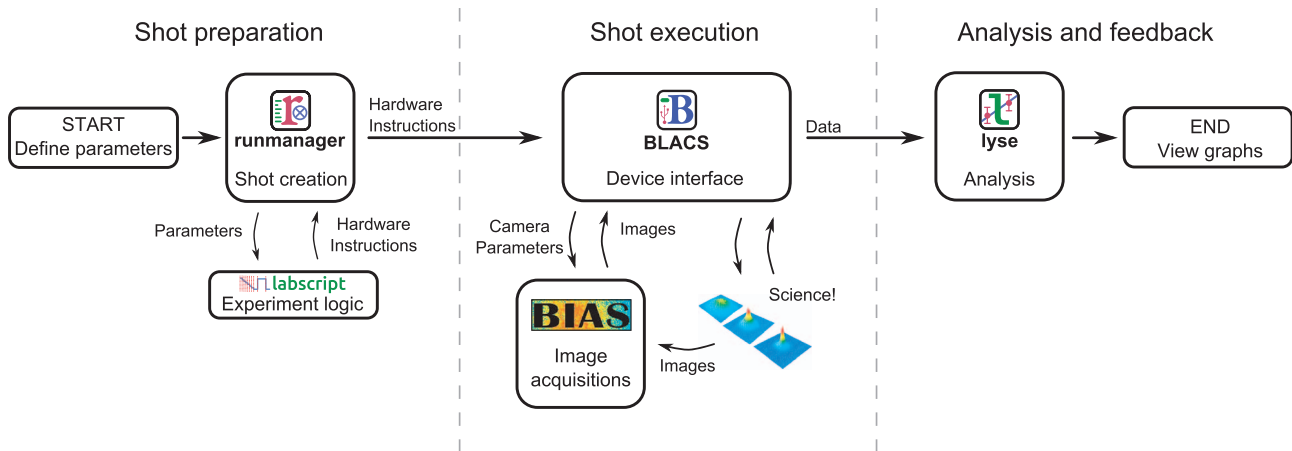 Shot preparation
Shot execution
Analysis and feedback
START
Define parameters
runmanager
Shot creation
Hardware
Instructions
Parameters
Hardware
Instructions
labscript
Experiment logic
B
BLACS
Device interface
Camera
Parameters
Images
BIAS
Image
acquisitions
Images
Science!
Data
lyse
Analysis
END
View graphs